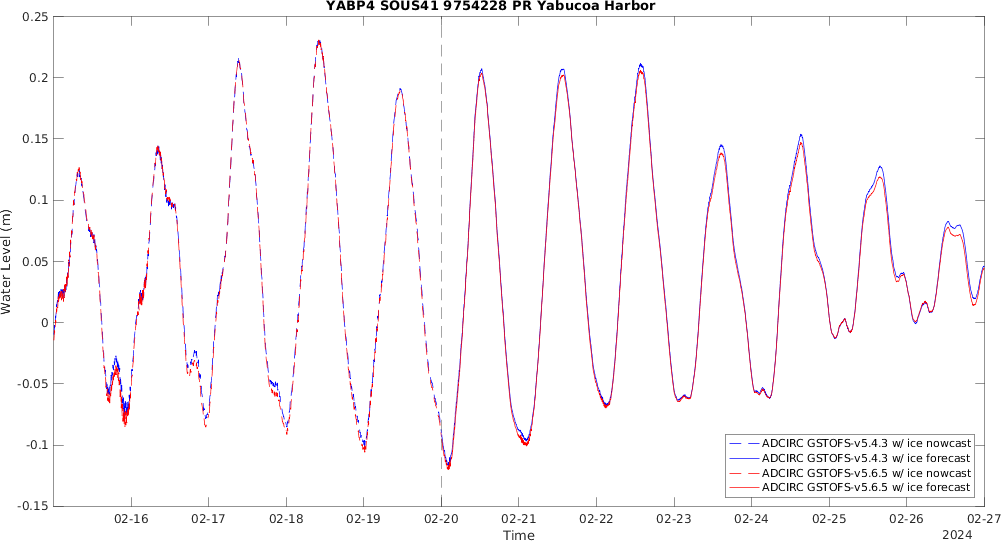 YABP4 SOUS41 9754228 PR Yabucoa Harbor
0.25
0.2
0.15
0.1
0.05
0
-0.05
-0.1
-0.15
Water Level (m)
02-16 02-17 02-18 02-19 02-20 02-21 02-22 02-23 02-24 02-25 02-26 02-27
Time
2024
ADCIRC GSTOFS-v5.4.3 w/ ice nowcast
ADCIRC GSTOFS-v5.4.3 w/ ice forecast
ADCIRC GSTOFS-v5.6.5 w/ ice nowcast
ADCIRC GSTOFS-v5.6.5 w/ ice forecast